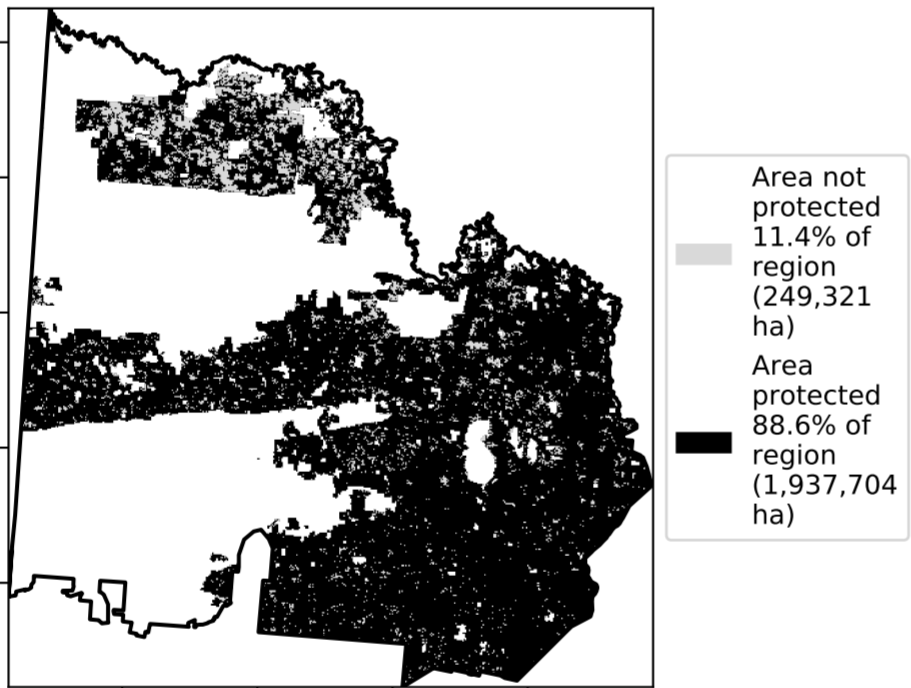 Area not
protected
11.4% of
region
(249,321
ha)
Area
protected
88.6% of
region
(1,937,704
ha)